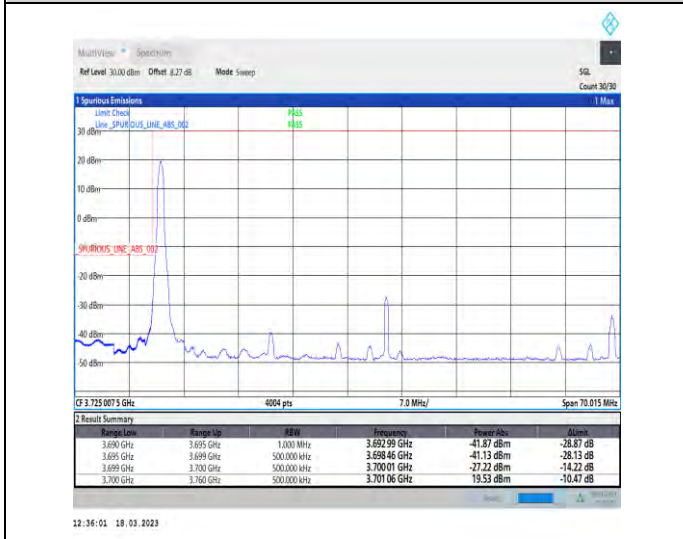 MultiView Spectrum
Ref Level 30.00 dBm Offset 8.27 dB Mode Sweep SGL
Count 30/30
1 Spurious Emissions 1 Max
Limit Check PASS
Line _SPURIOUS_LINE_ABS_002 PASS
30 dBm
20 dBm
10 dBm
0 dBm
_SPURIOUS_LINE_ABS_002
-20 dBm
-30 dBm
-40 dBm
-50 dBm
CF 3.725 007 5 GHz 4004 pts 7.0 MHz/ Span 70.015 MHz
2 Result Summary
Range Low Range Up RBW Frequency Power Abs ΔLimit
3.690 GHz 3.695 GHz 1.000 MHz 3.692 99 GHz -41.87 dBm -28.87 dB
3.695 GHz 3.699 GHz 500.000 kHz 3.698 46 GHz -41.13 dBm -28.13 dB
3.699 GHz 3.700 GHz 500.000 kHz 3.700 01 GHz -27.22 dBm -14.22 dB
3.700 GHz 3.760 GHz 500.000 kHz 3.701 06 GHz 19.53 dBm -10.47 dB
12:36:01 18.03.2023